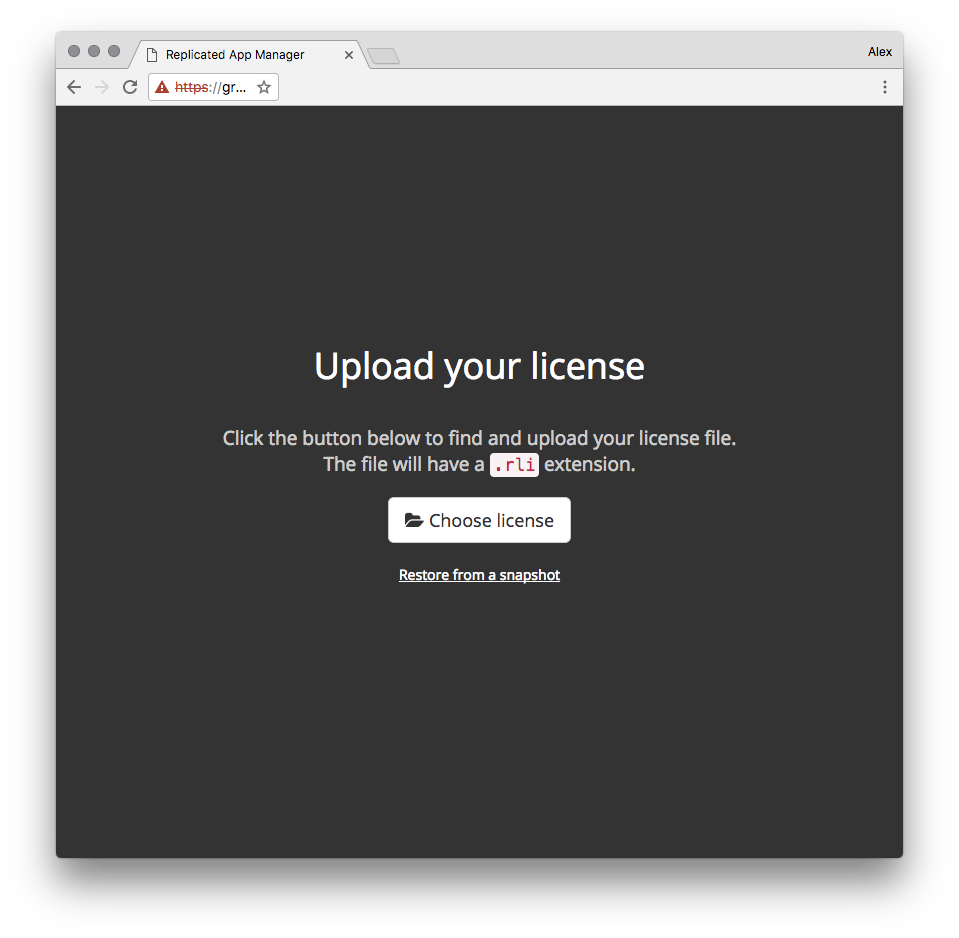 Replicated App Manager
Alex
https://gr...
Upload your license
Click the button below to find and upload your license file.
The file will have a .rli extension.
Choose license
Restore from a snapshot